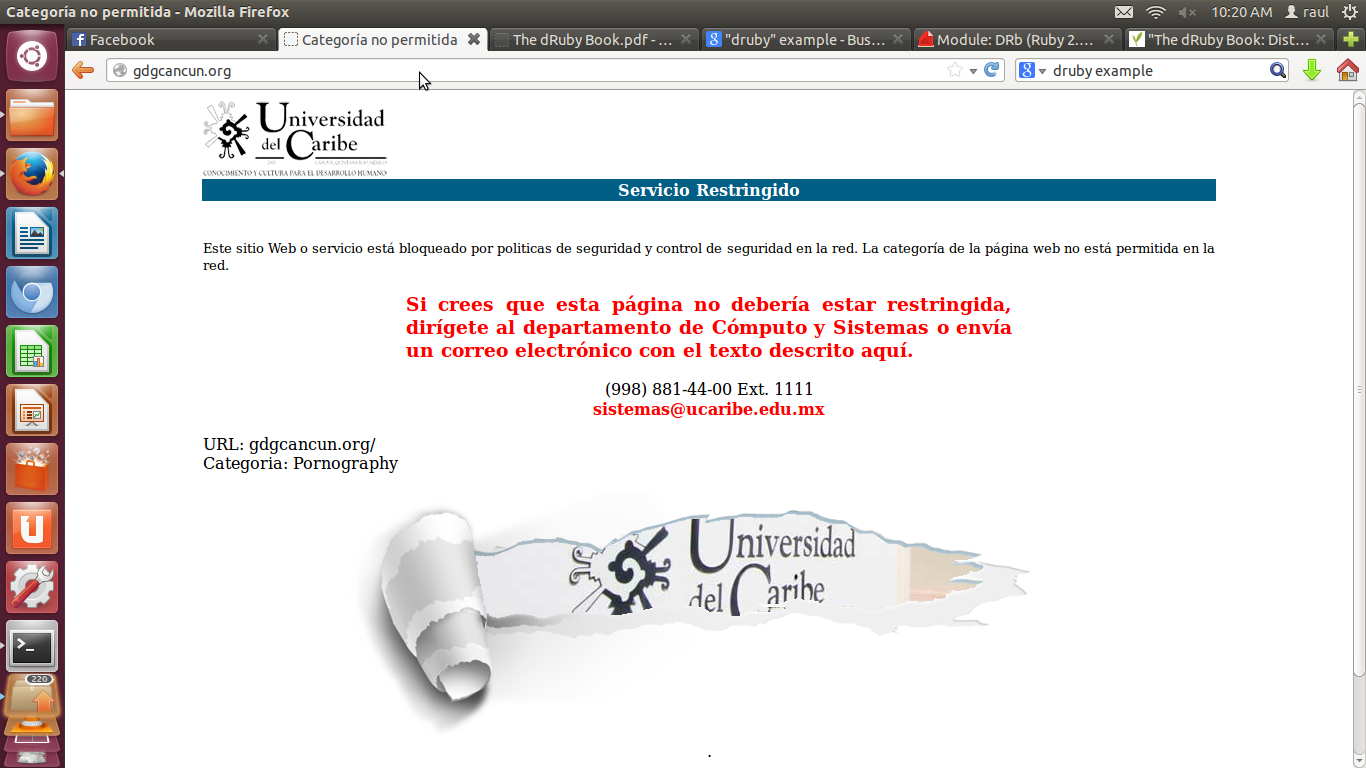 Categoría no permitida - Mozilla Firefox
10:20 AM raul
Facebook
Categoría no permitida
The dRuby Book.pdf - ...
"druby" example - Bus...
Module: DRb (Ruby 2....
"The dRuby Book: Dist...
gdgcancun.org
druby example
Universidad
del Caribe
CONOCIMIENTO Y CULTURA PARA EL DESARROLLO HUMANO
Servicio Restringido
Este sitio Web o servicio está bloqueado por politicas de seguridad y control de seguridad en la red. La categoría de la página web no está permitida en la
red.
Si crees que esta página no debería estar restringida,
dirígete al departamento de Cómputo y Sistemas o envía
un correo electrónico con el texto descrito aquí.
(998) 881-44-00 Ext. 1111
sistemas@ucaribe.edu.mx
URL: gdgcancun.org/
Categoria: Pornography
Universidad
del Caribe
220
.